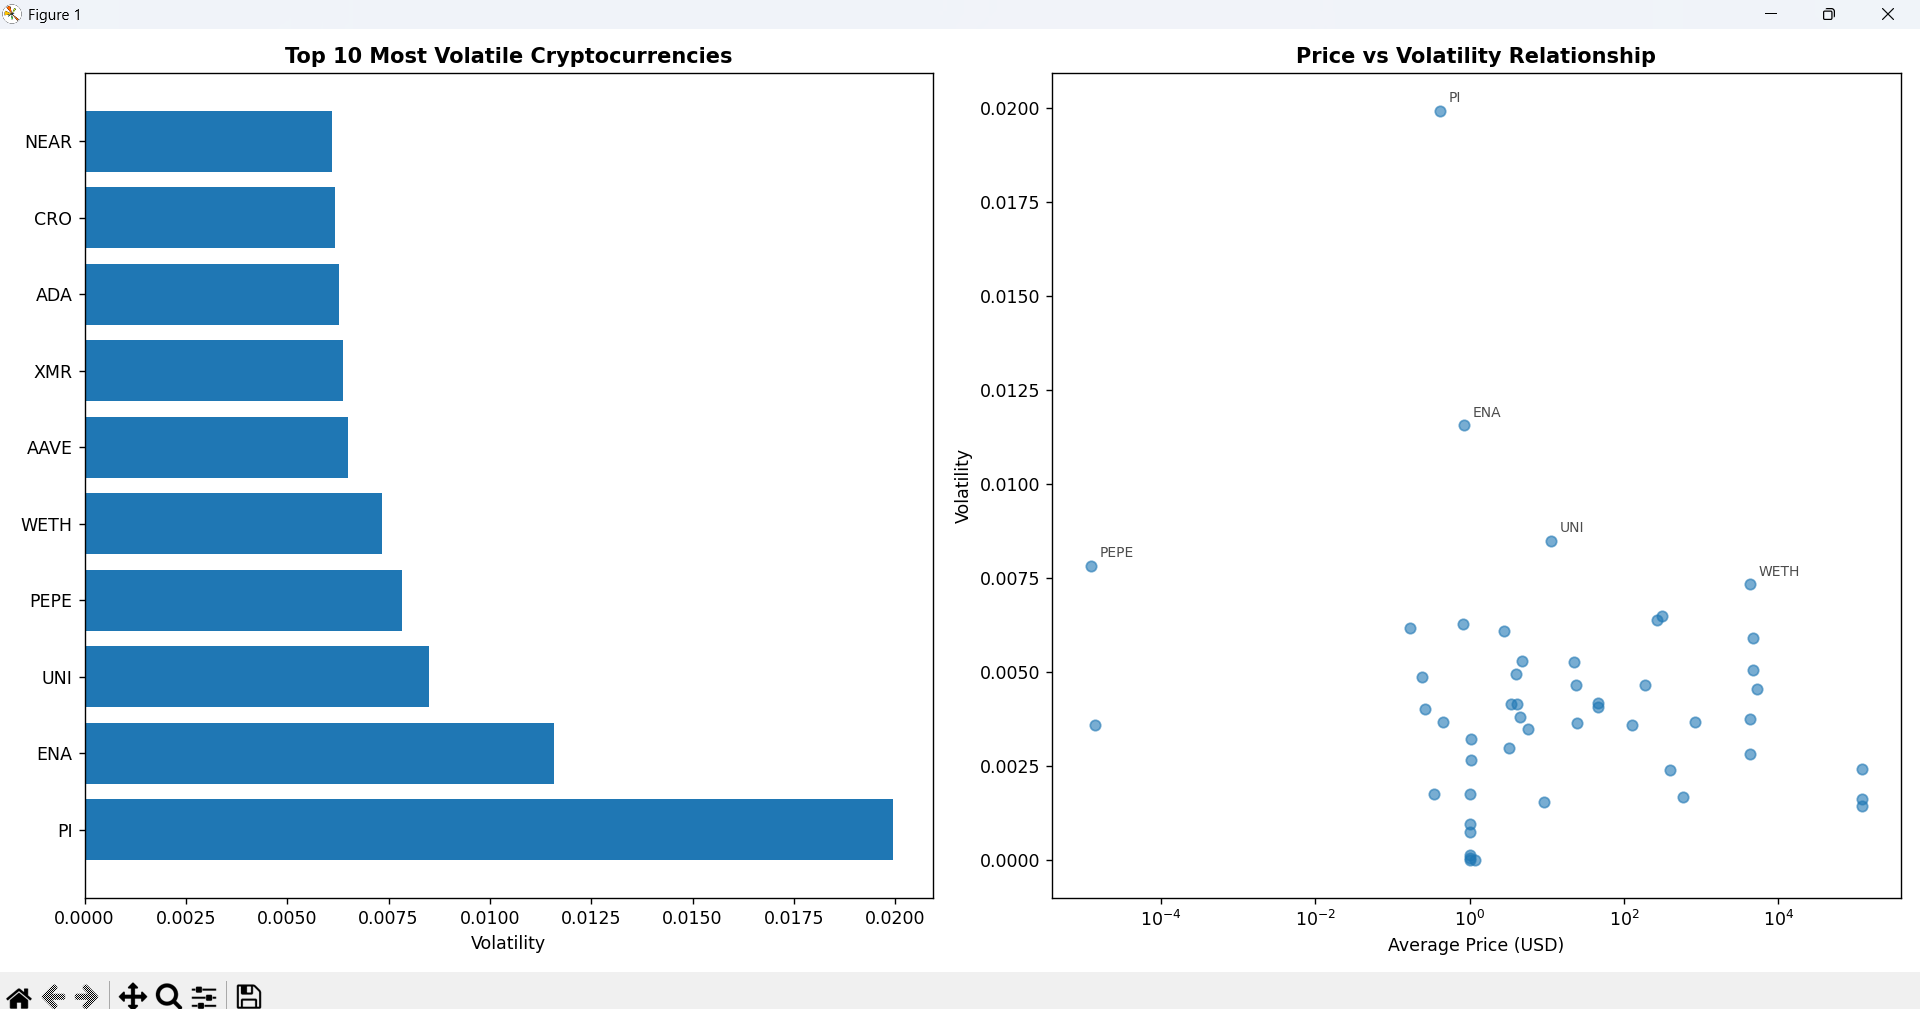 Figure 1
Top 10 Most Volatile Cryptocurrencies
NEAR
CRO
ADA
XMR
AAVE
WETH
PEPE
UNI
ENA
PI
0.0000 0.0025 0.0050 0.0075 0.0100 0.0125 0.0150 0.0175 0.0200
Volatility
Price vs Volatility Relationship
Volatility
0.0200
0.0175
0.0150
0.0125
0.0100
0.0075
0.0050
0.0025
0.0000
PI
ENA
UNI
PEPE
WETH
10⁻⁴ 10⁻² 10⁰ 10² 10⁴
Average Price (USD)